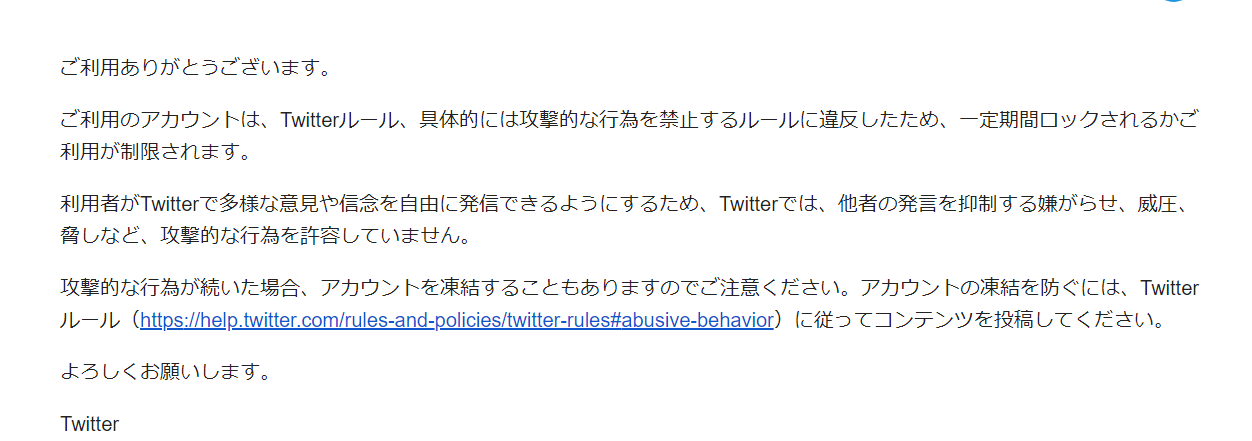 ご利用ありがとうございます。
ご利用のアカウントは、Twitterルール、具体的には攻撃的な行為を禁止するルールに違反したため、一定期間ロックされるかご
利用が制限されます。
利用者がTwitterで多様な意見や信念を自由に発信できるようにするため、Twitterでは、他者の発言を抑制する嫌がらせ、威圧、
脅しなど、攻撃的な行為を許容していません。
攻撃的な行為が続いた場合、アカウントを凍結することもありますのでご注意ください。アカウントの凍結を防ぐには、Twitter
ルール（https://help.twitter.com/rules-and-policies/twitter-rules#abusive-behavior）に従ってコンテンツを投稿してください。
よろしくお願いします。
Twitter